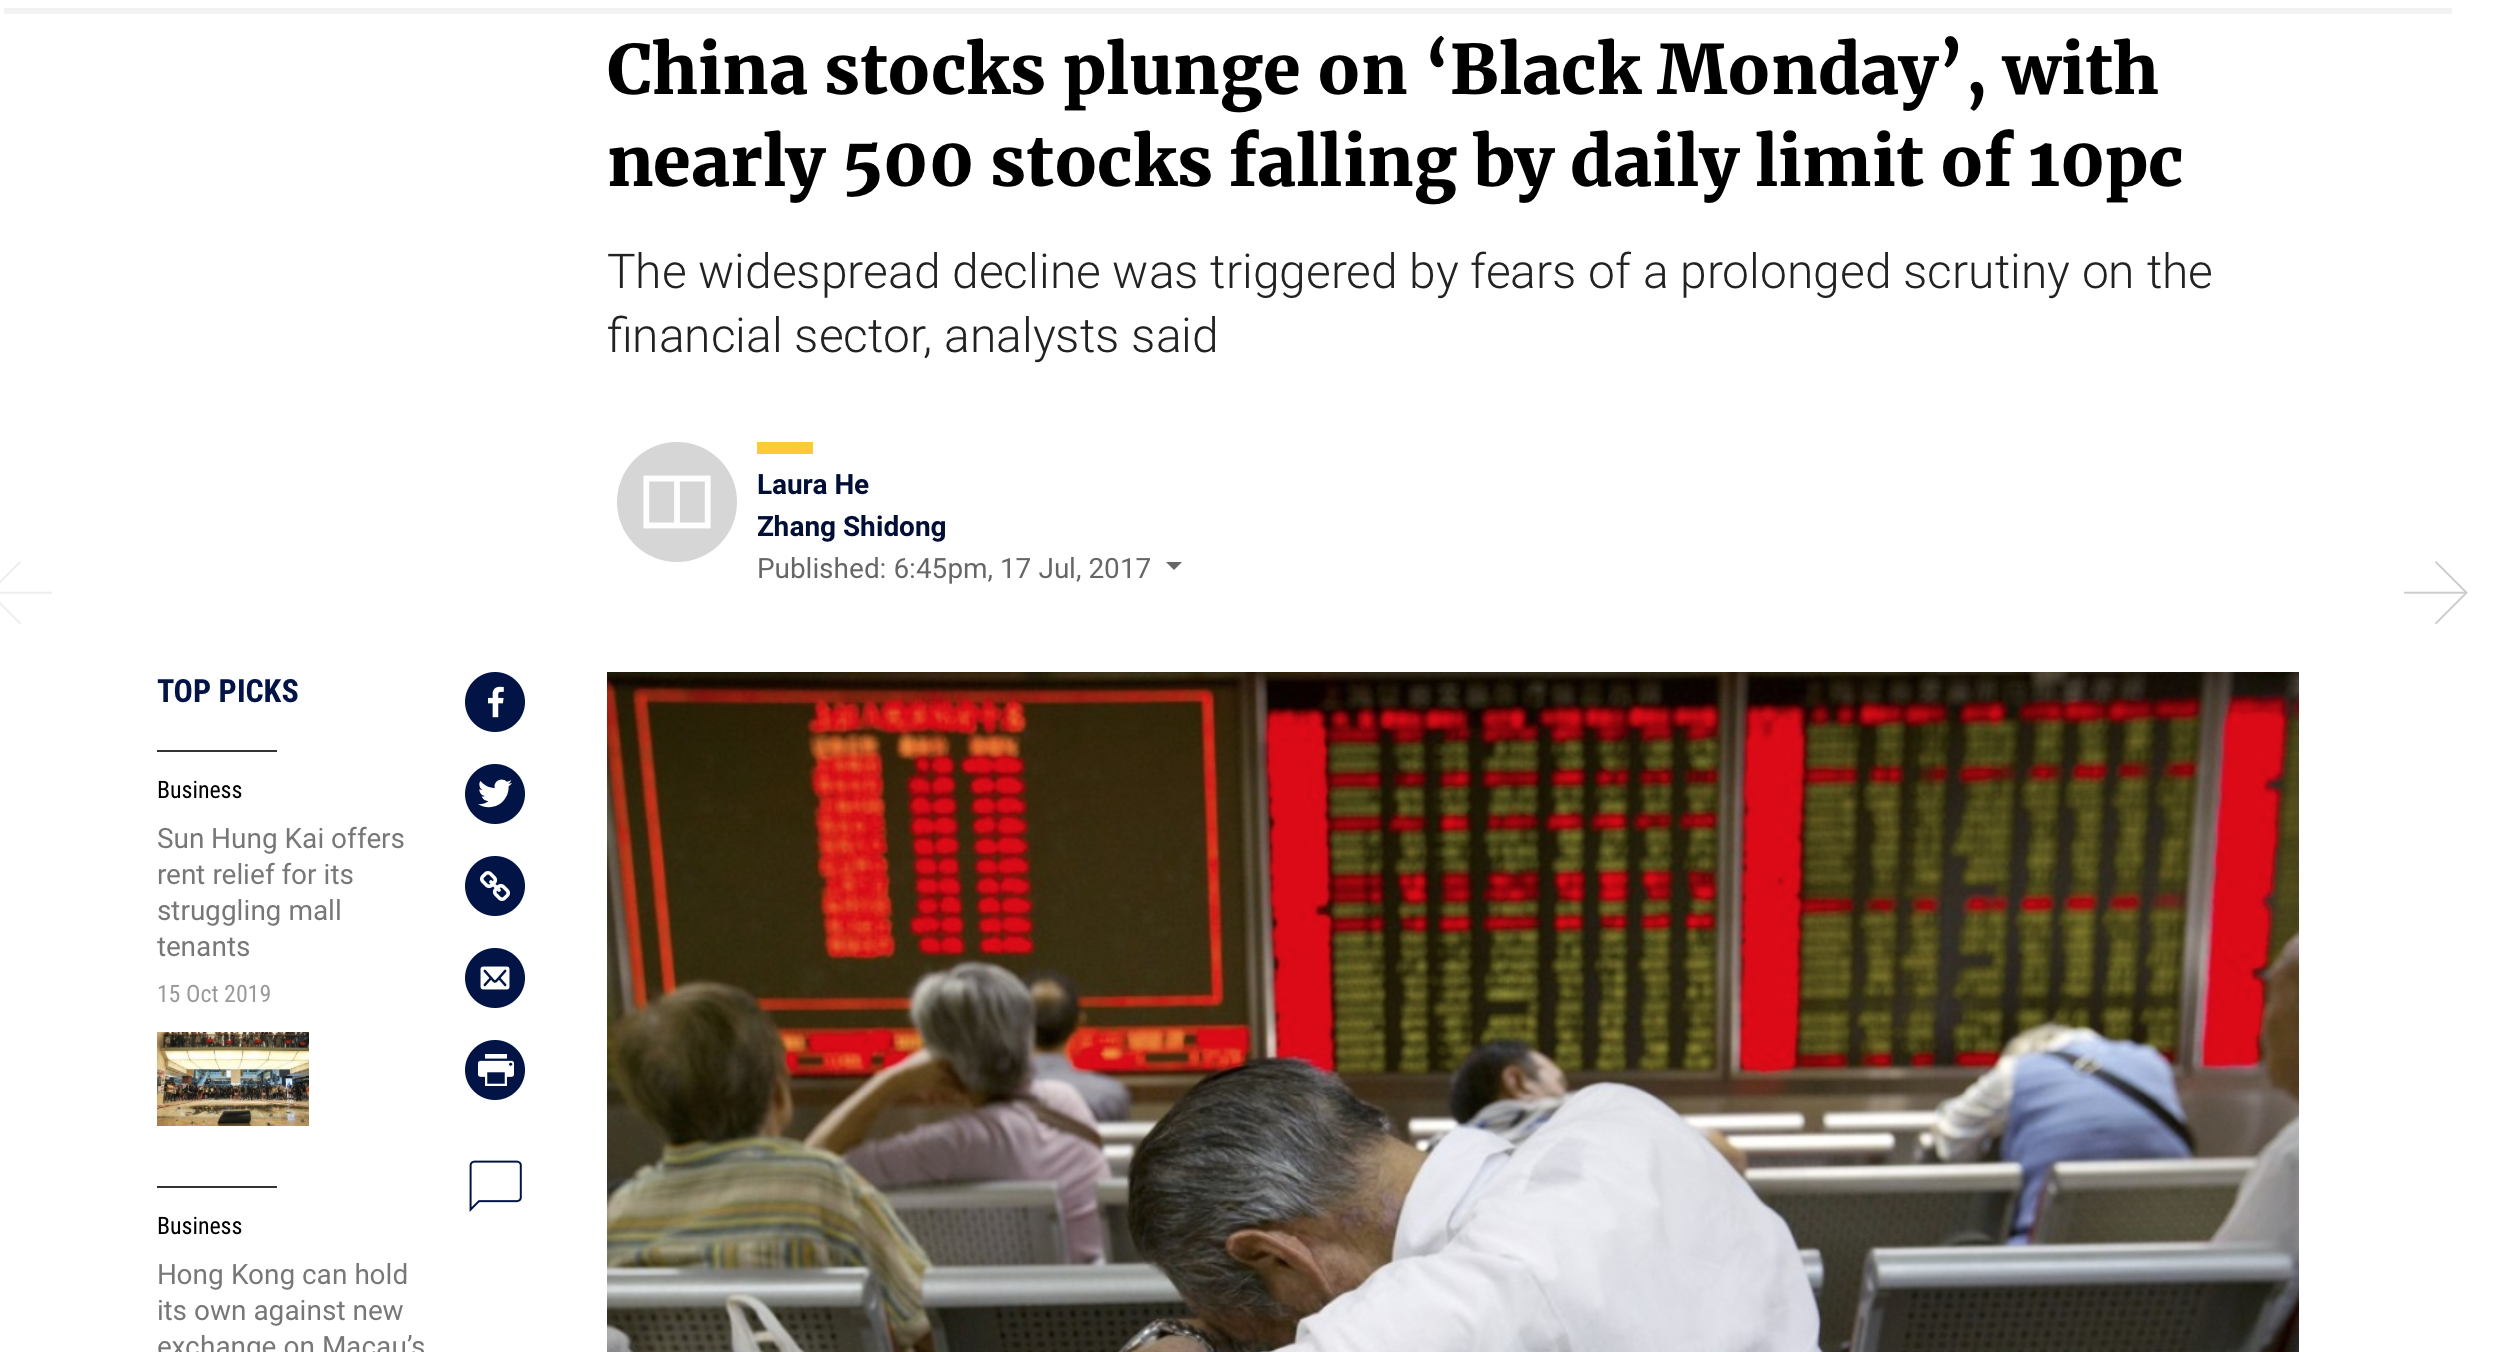 China stocks plunge on ‘Black Monday’, with
nearly 500 stocks falling by daily limit of 10pc
The widespread decline was triggered by fears of a prolonged scrutiny on the
financial sector, analysts said
Laura He
Zhang Shidong
Published: 6:45pm, 17 Jul, 2017
TOP PICKS
Business
Sun Hung Kai offers
rent relief for its
struggling mall
tenants
15 Oct 2019
Business
Hong Kong can hold
its own against new
exchange on Macau’s